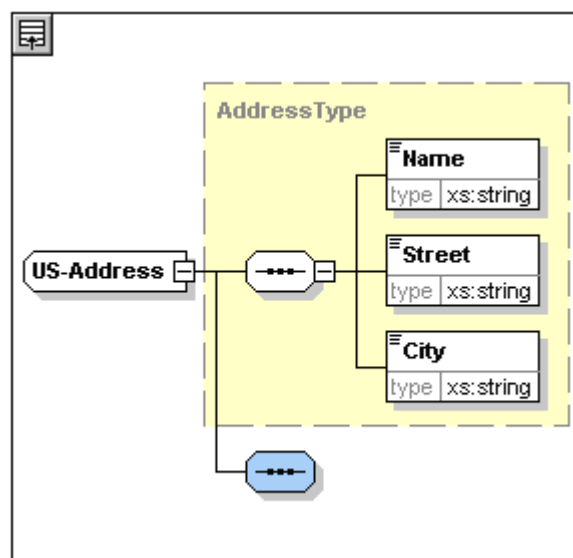 AddressType
Name
type xs:string
US-Address
Street
type xs:string
City
type xs:string